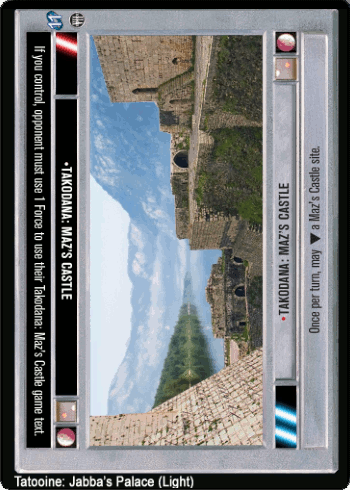 If you control, opponent must use 1 Force to use their Takodana: Maz's Castle game text.
•TAKODANA: MAZ'S CASTLE
•TAKODANA: MAZ'S CASTLE
Once per turn, may ▼ a Maz's Castle site.
Tatooine: Jabba's Palace (Light)